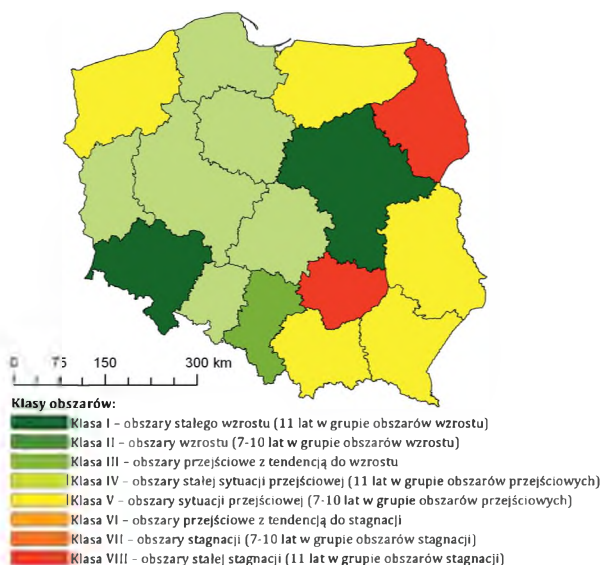 0 75 150 300 km
Klasy obszarów:
Klasa I – obszary stałego wzrostu (11 lat w grupie obszarów wzrostu)
Klasa II – obszary wzrostu (7-10 lat w grupie obszarów wzrostu)
Klasa III – obszary przejściowe z tendencją do wzrostu
Klasa IV – obszary stałej sytuacji przejściowej (11 lat w grupie obszarów przejściowych)
Klasa V – obszary sytuacji przejściowej (7-10 lat w grupie obszarów przejściowych)
Klasa VI – obszary przejściowe z tendencją do stagnacji
Klasa VII – obszary stagnacji (7-10 lat w grupie obszarów stagnacji)
Klasa VIII – obszary stałej stagnacji (11 lat w grupie obszarów stagnacji)